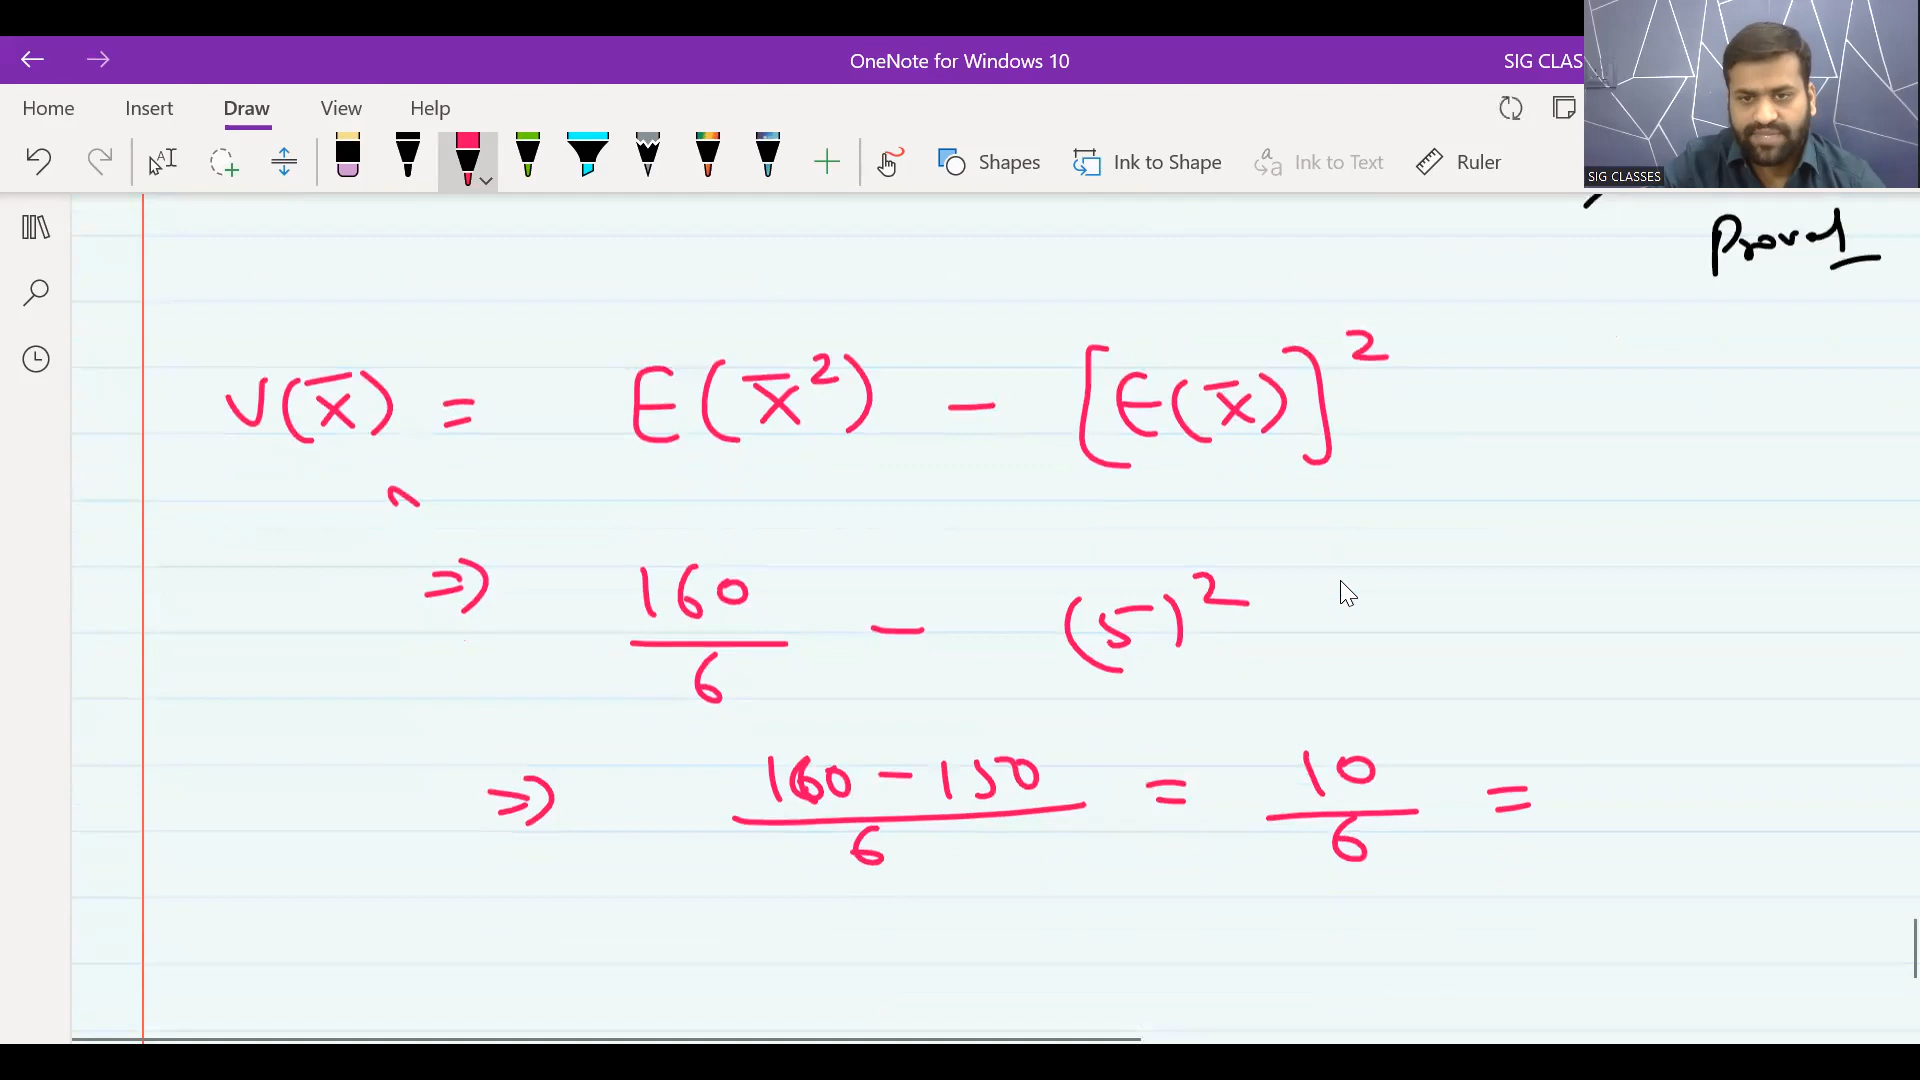 OneNote for Windows 10
SIG CLAS
Home Insert Draw View Help
Shapes Ink to Shape Ink to Text Ruler
SIG CLASSES
Proved
V(x̄) = E(x̄²) − [E(x̄)]²
⇒ 160/6 − (5)²
⇒ 160 − 150/6 = 10/6 =